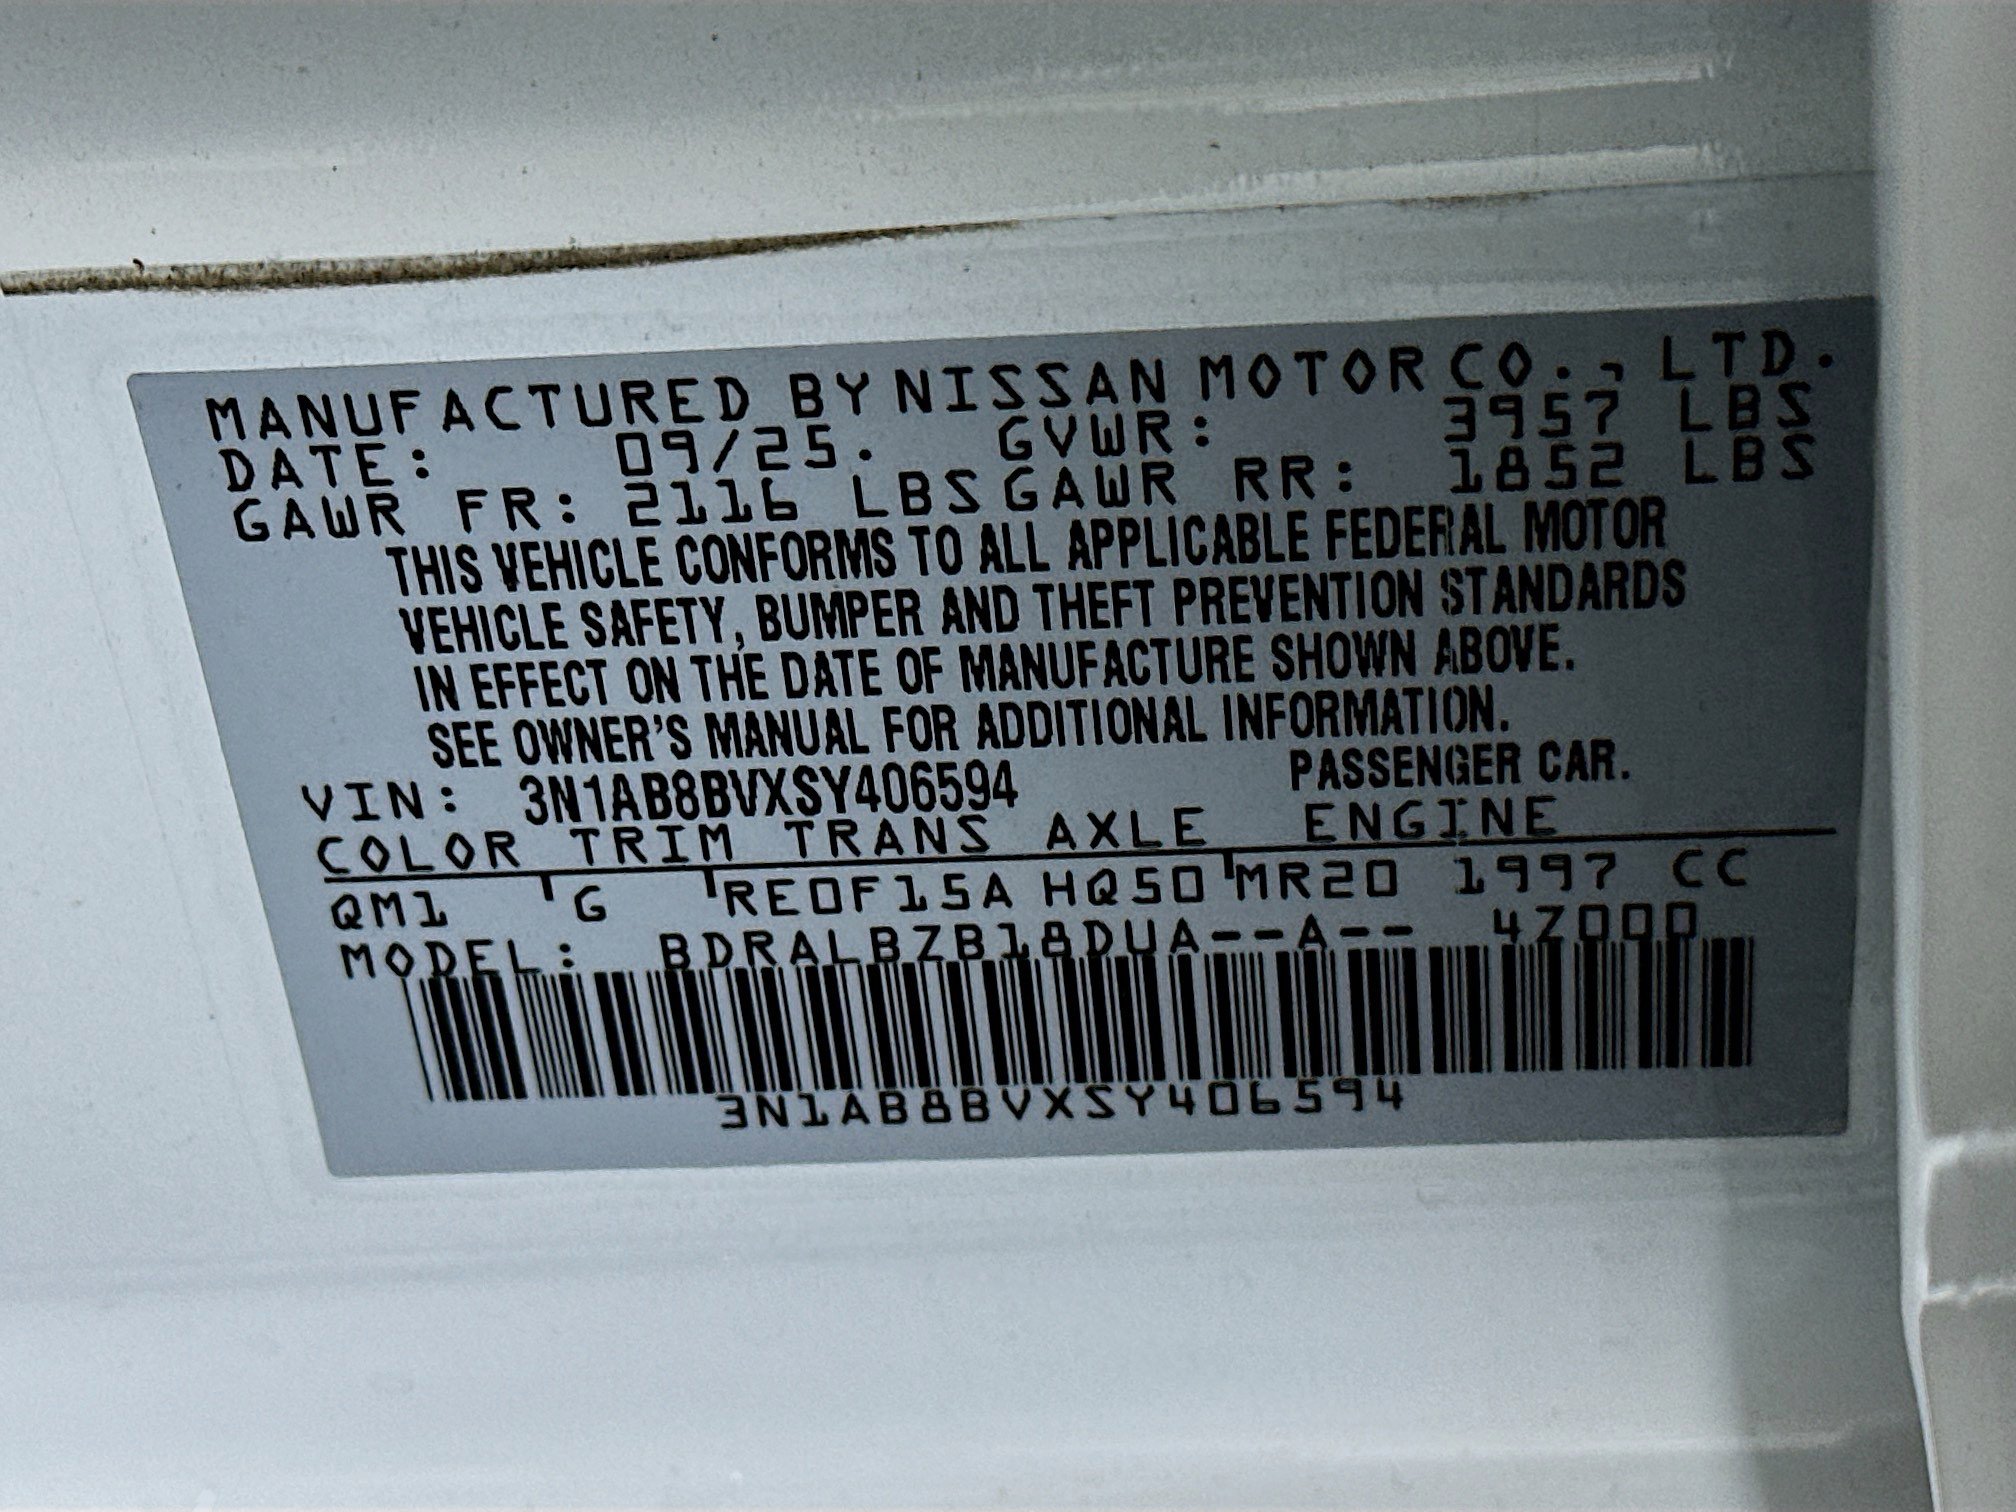 MANUFACTURED BY NISSAN MOTOR CO., LTD.
DATE: 09/25. GVWR: 3957 LBS
GAWR FR: 2116 LBS GAWR RR: 1852 LBS
THIS VEHICLE CONFORMS TO ALL APPLICABLE FEDERAL MOTOR
VEHICLE SAFETY, BUMPER AND THEFT PREVENTION STANDARDS
IN EFFECT ON THE DATE OF MANUFACTURE SHOWN ABOVE.
SEE OWNER'S MANUAL FOR ADDITIONAL INFORMATION.
VIN: 3N1AB8BVXSY406594 PASSENGER CAR.
COLOR TRIM TRANS AXLE ENGINE
QM1 G RE0F15A HQ50 MR20 1997 CC
MODEL: BDRALBZB18DUA--A-- 4Z000
3N1AB8BVXSY406594